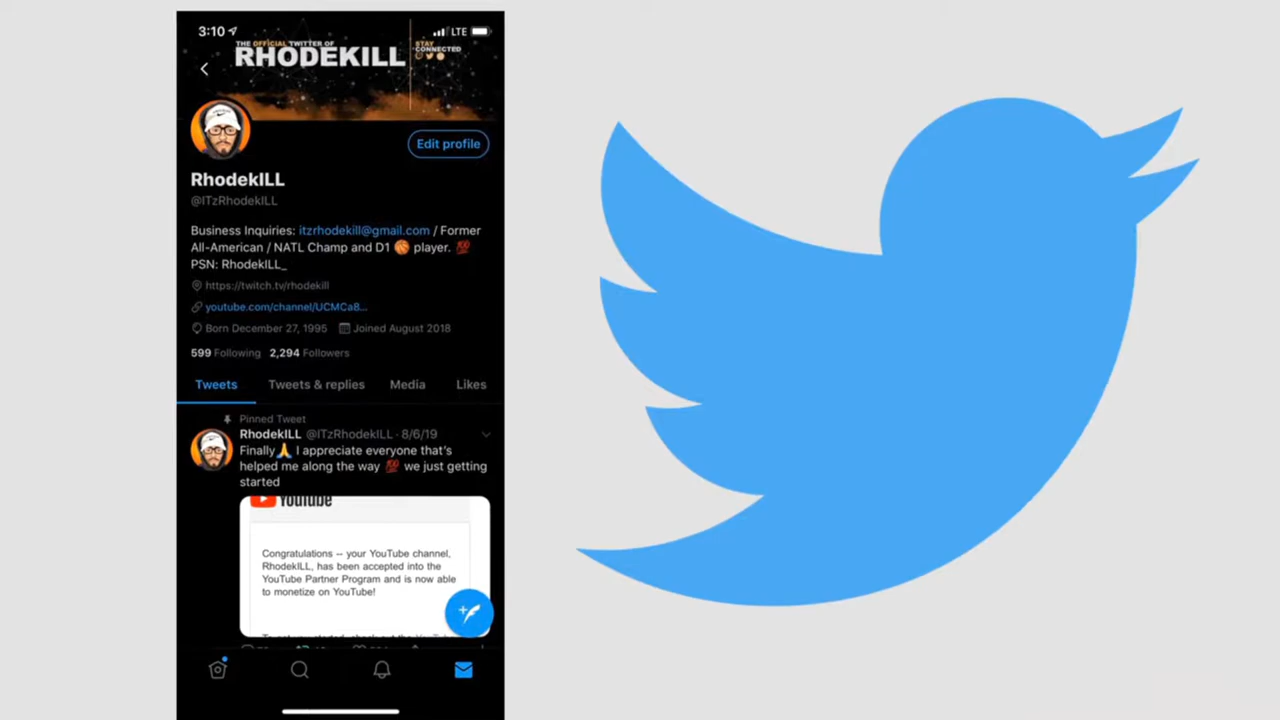 3:10
LTE
THE OFFICIAL TWITTER OF
RHODEKILL
STAY
CONNECTED
Edit profile
RhodekILL
@ITzRhodekILL
Business Inquiries: itzrhodekill@gmail.com / Former
All-American / NATL Champ and D1 🏀 player. 💯
PSN: RhodekILL_
https://twitch.tv/rhodekill
youtube.com/channel/UCMCa8...
Born December 27, 1995 Joined August 2018
599 Following 2,294 Followers
Tweets Tweets & replies Media Likes
Pinned Tweet
RhodekILL @ITzRhodekILL · 8/6/19
Finally🙏 I appreciate everyone that's
helped me along the way 💯 we just getting
started
YouTube
Congratulations -- your YouTube channel,
RhodekILL, has been accepted into the
YouTube Partner Program and is now able
to monetize on YouTube!